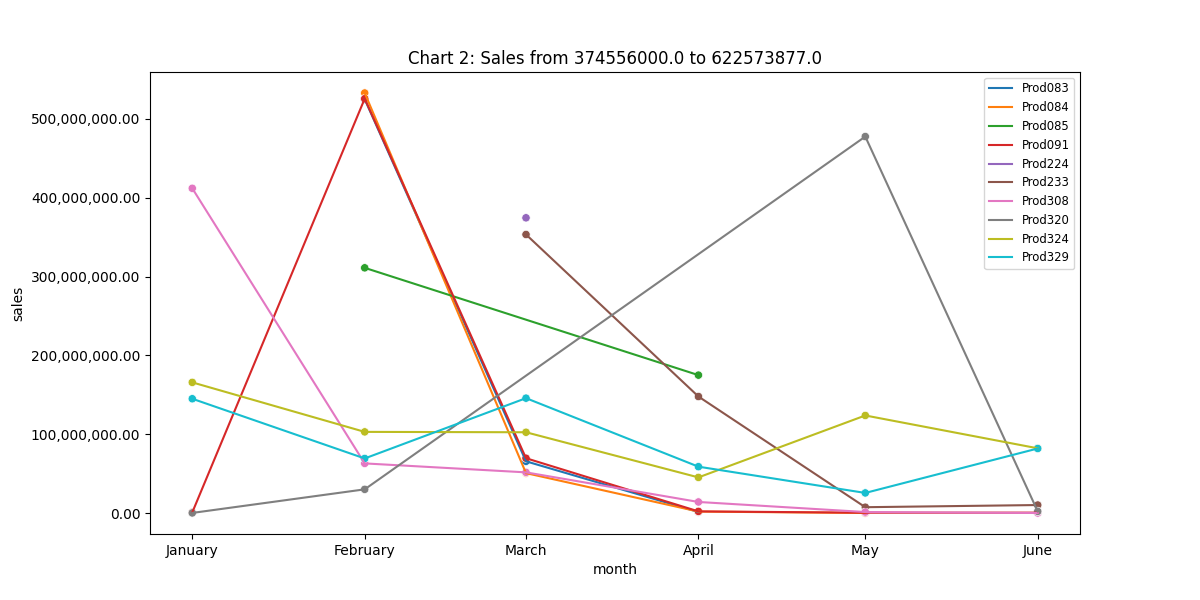 Chart 2: Sales from 374556000.0 to 622573877.0
500,000,000.00
400,000,000.00
300,000,000.00
200,000,000.00
100,000,000.00
0.00
sales
Prod083
Prod084
Prod085
Prod091
Prod224
Prod233
Prod308
Prod320
Prod324
Prod329
January February March April May June
month